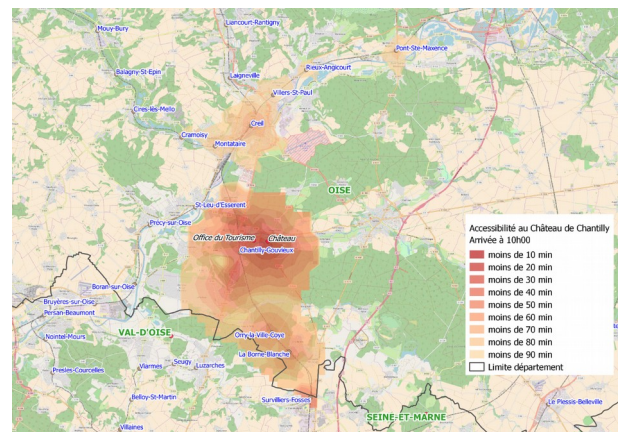 Liancourt-Rantigny
Mouy-Bury
Pont-Ste-Maxence
Rieux-Angicourt
Balagny-St-Epin
Laigneville
Villers-St-Paul
Cires-lès-Mello
Creil
Cramoisy
Montataire
OISE
St-Leu-d'Esserent
Précy-sur-Oise
Office du Tourisme Château
Chantilly-Gouvieux
Boran-sur-Oise
Bruyères-sur-Oise
Persan-Beaumont
VAL-D'OISE
Nointel-Mours
Orry-la-Ville-Coye
La-Borne-Blanche
Seugy
Viarmes
Luzarches
Presles-Courcelles
Belloy-St-Martin
Survilliers-Fosses
Villaines
SEINE-ET-MARNE
Le Plessis-Belleville
Accessibilité au Château de Chantilly
Arrivée à 10h00
moins de 10 min
moins de 20 min
moins de 30 min
moins de 40 min
moins de 50 min
moins de 60 min
moins de 70 min
moins de 80 min
moins de 90 min
Limite département